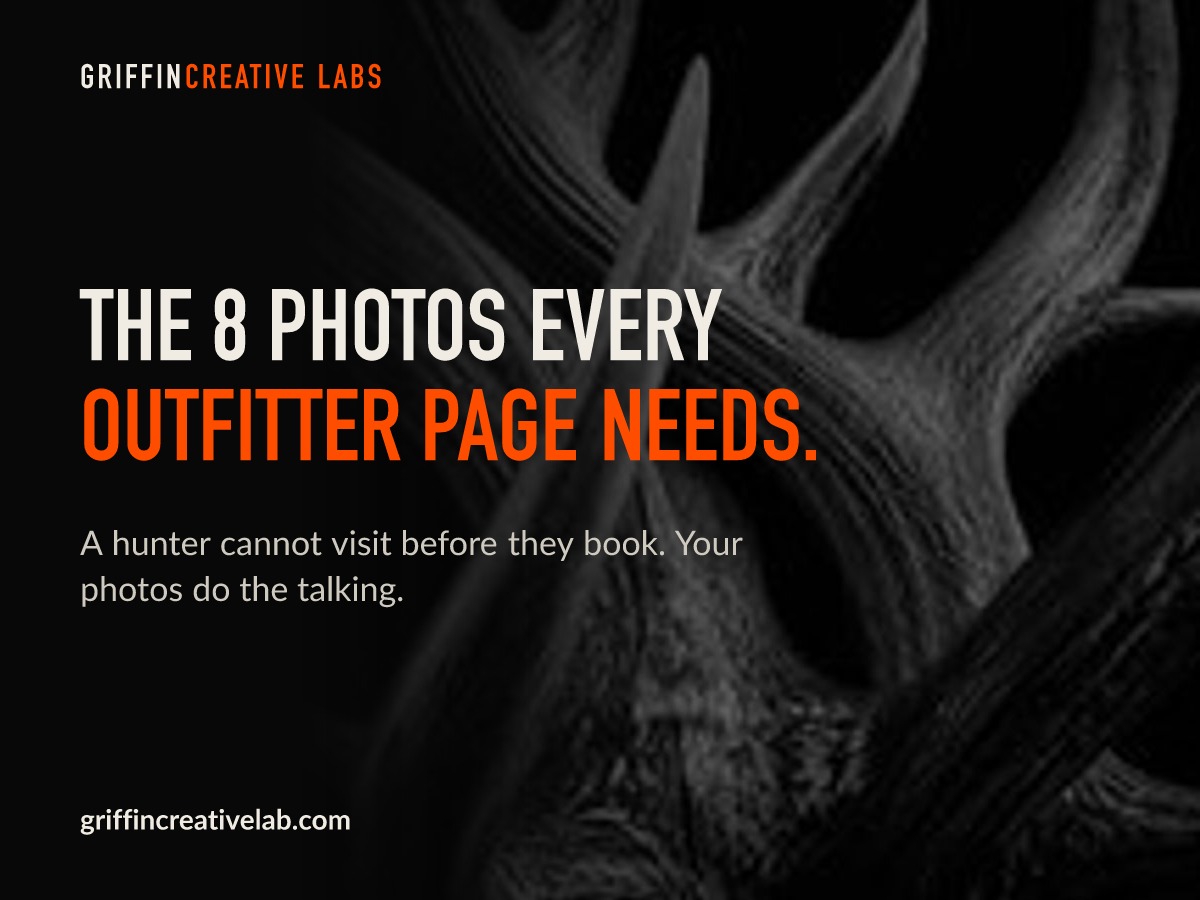 GRIFFINCREATIVE LABS
THE 8 PHOTOS EVERY
OUTFITTER PAGE NEEDS.
A hunter cannot visit before they book. Your
photos do the talking.
griffincreativelab.com